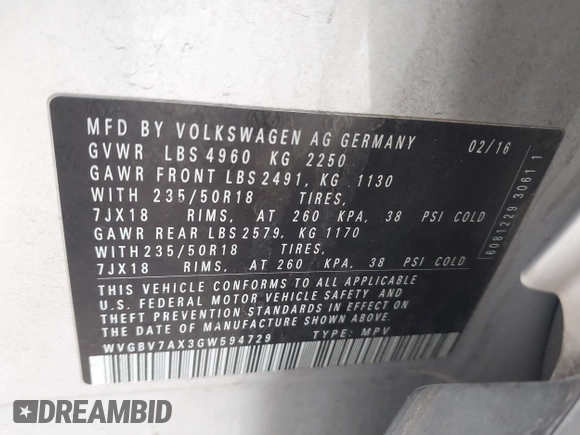 MFD BY VOLKSWAGEN AG GERMANY 02/16
GVWR LBS 4960 KG 2250
GAWR FRONT LBS 2491, KG 1130
WITH 235/50R18 TIRES,
7JX18 RIMS, AT 260 KPA, 38 PSI COLD
GAWR REAR LBS 2579, KG 1170
WITH 235/50R18 TIRES,
7JX18 RIMS, AT 260 KPA, 38 PSI COLD
THIS VEHICLE CONFORMS TO ALL APPLICABLE
U.S. FEDERAL MOTOR VEHICLE SAFETY AND
THEFT PREVENTION STANDARDS IN EFFECT ON
THE DATE OF MANUFACTURE SHOWN ABOVE.
WVGBV7AX3GW594729 TYPE: MPV
6081229 3061 1
DREAMBID